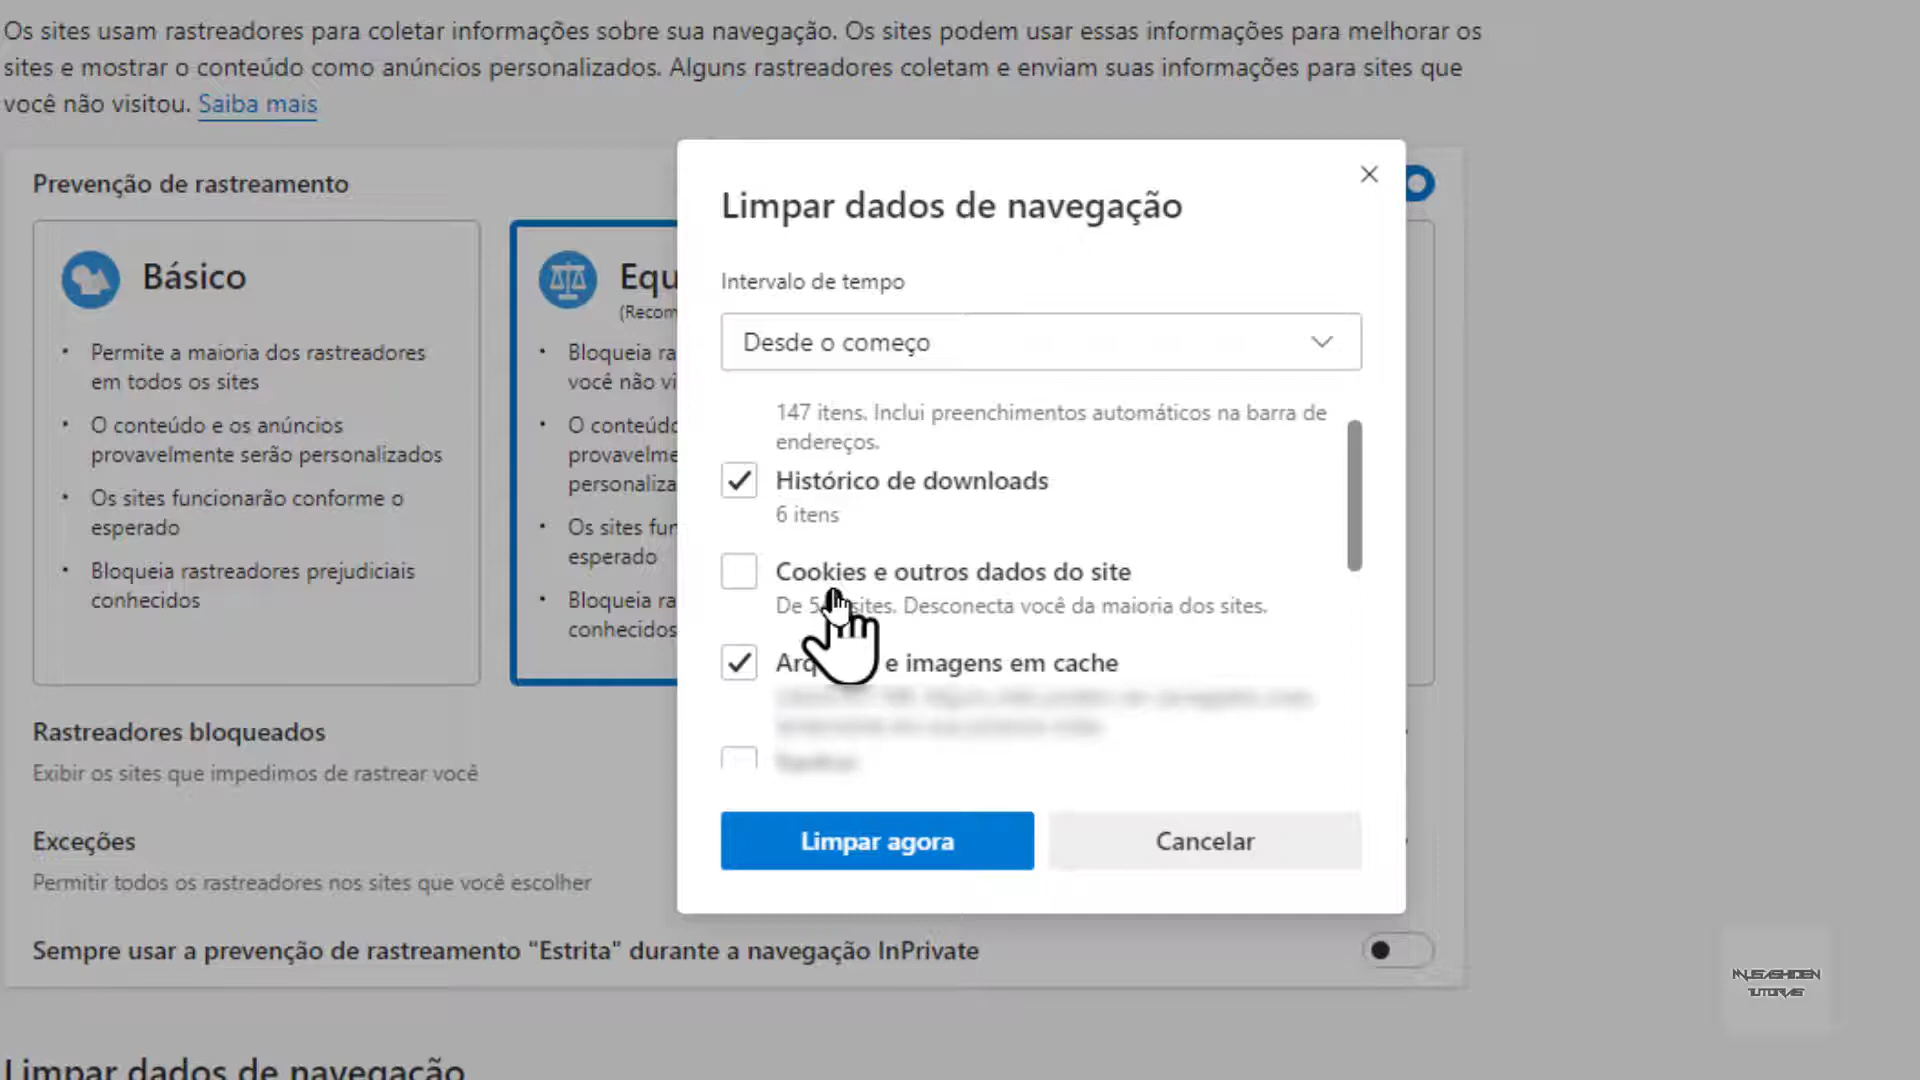 Os sites usam rastreadores para coletar informações sobre sua navegação. Os sites podem usar essas informações para melhorar os
sites e mostrar o conteúdo como anúncios personalizados. Alguns rastreadores coletam e enviam suas informações para sites que
você não visitou. Saiba mais
Prevenção de rastreamento
Básico
Permite a maioria dos rastreadores
em todos os sites
O conteúdo e os anúncios
provavelmente serão personalizados
Os sites funcionarão conforme o
esperado
Bloqueia rastreadores prejudiciais
conhecidos
Equ
(Recom
Bloqueia ra
você não vi
O conteúdo
provavelme
personaliza
Os sites fun
esperado
Bloqueia ra
conhecidos
Limpar dados de navegação
Intervalo de tempo
Desde o começo
147 itens. Inclui preenchimentos automáticos na barra de
endereços.
Histórico de downloads
6 itens
Cookies e outros dados do site
De sites. Desconecta você da maioria dos sites.
e imagens em cache
Limpar agora
Cancelar
Rastreadores bloqueados
Exibir os sites que impedimos de rastrear você
Exceções
Permitir todos os rastreadores nos sites que você escolher
Sempre usar a prevenção de rastreamento "Estrita" durante a navegação InPrivate
Limpar dados de navegação